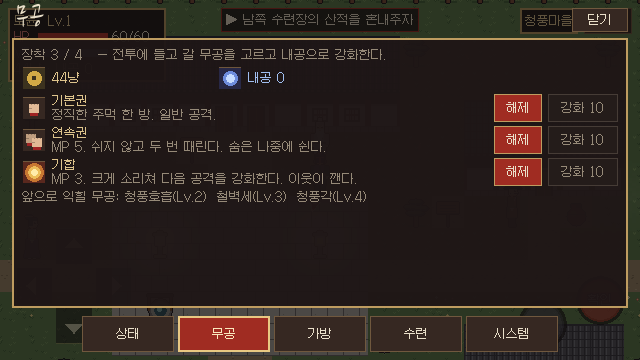 무공
Lv.1
▶ 남쪽 수련장의 산적을 혼내주자
청풍마을
닫기
HP 60/60
장착 3 / 4 — 전투에 들고 갈 무공을 고르고 내공으로 강화한다.
44냥 내공 0
기본권
정직한 주먹 한 방. 일반 공격.
해제 강화 10
연속권
MP 5. 쉬지 않고 두 번 때린다. 숨은 나중에 쉰다.
해제 강화 10
기합
MP 3. 크게 소리쳐 다음 공격을 강화한다. 이웃이 깬다.
해제 강화 10
앞으로 익힐 무공: 청풍호흡(Lv.2) 철벽세(Lv.3) 청풍각(Lv.4)
상태 무공 가방 수련 시스템